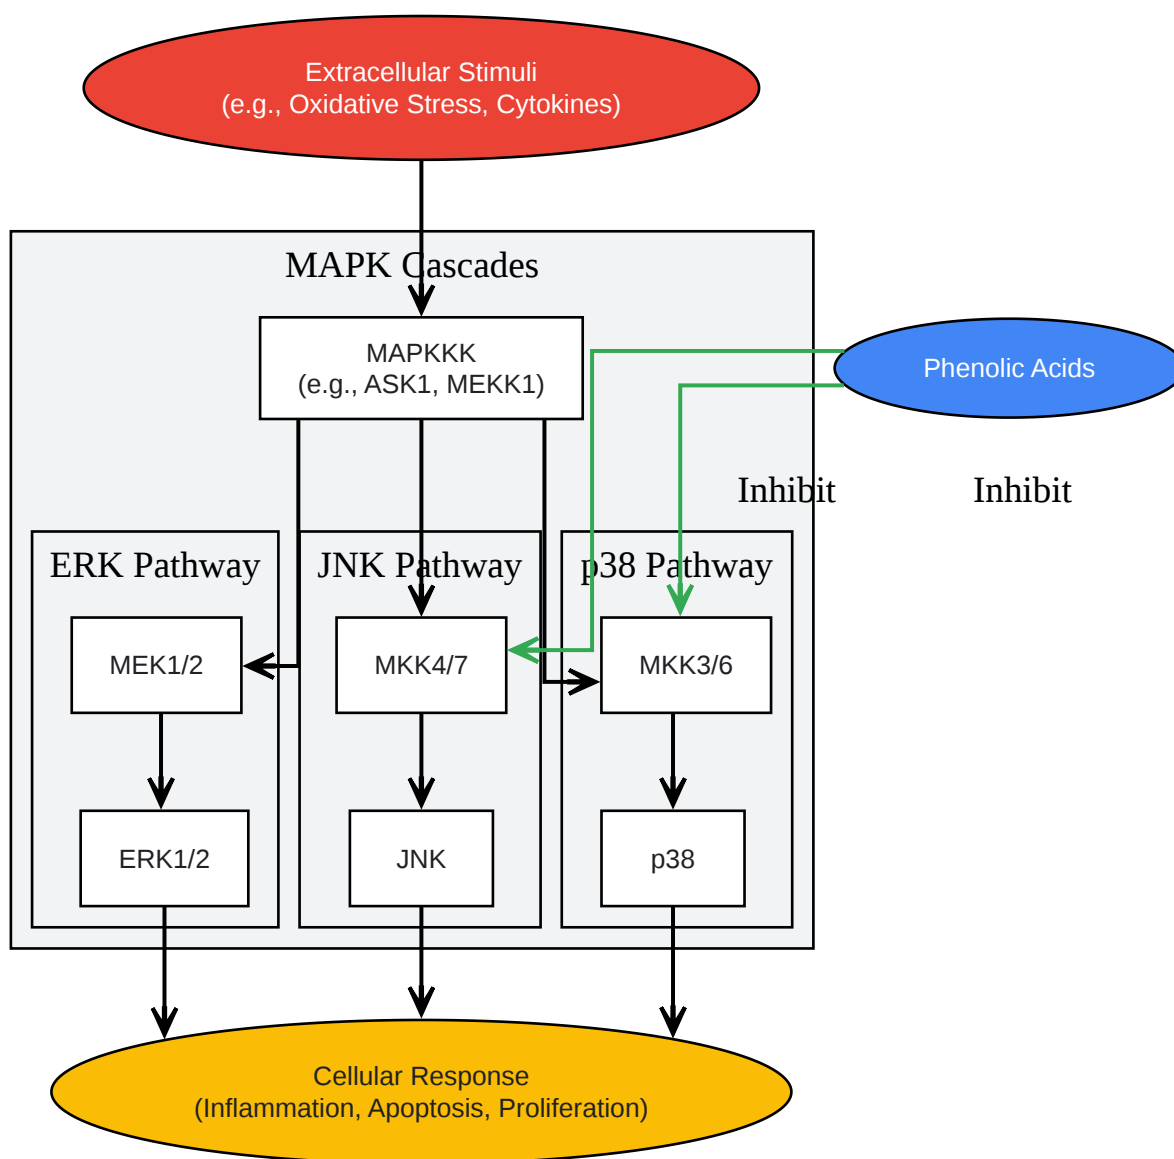 Extracellular Stimuli
(e.g., Oxidative Stress, Cytokines)
MAPK Cascades
MAPKKK
(e.g., ASK1, MEKK1)
Phenolic Acids
Inhibit
Inhibit
ERK Pathway
JNK Pathway
p38 Pathway
MEK1/2
MKK4/7
MKK3/6
ERK1/2
JNK
p38
Cellular Response
(Inflammation, Apoptosis, Proliferation)